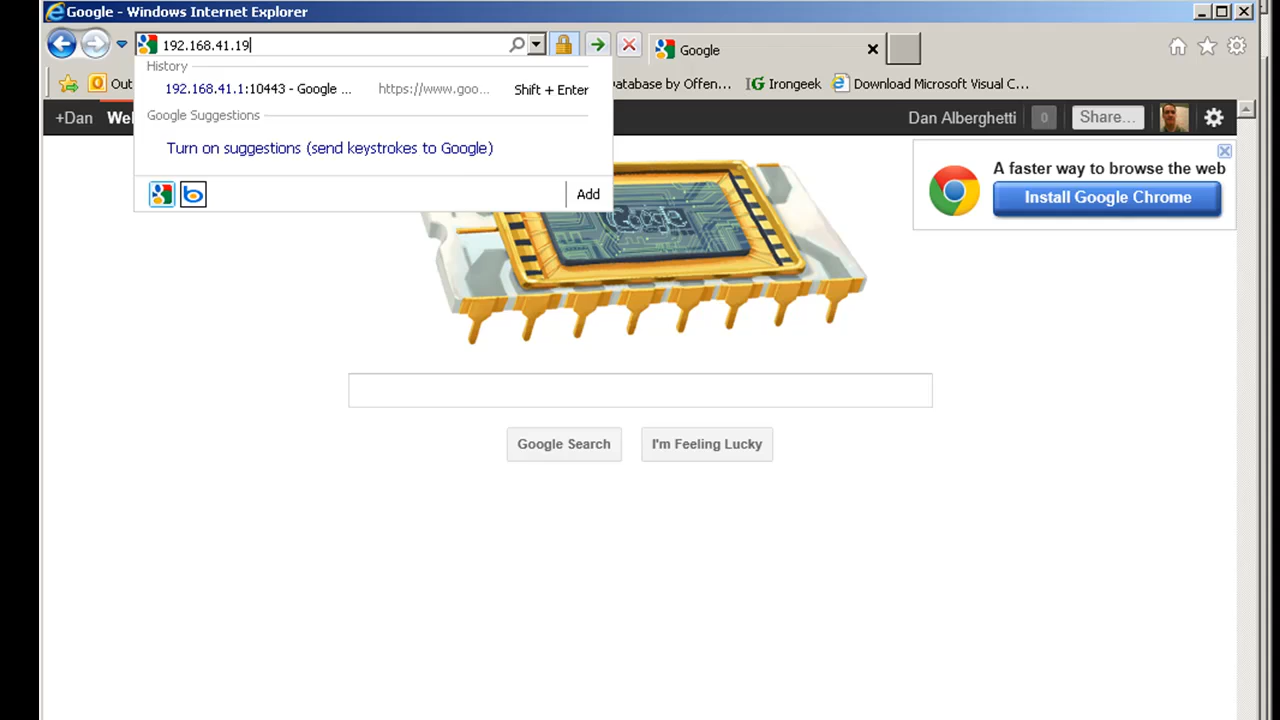 Google - Windows Internet Explorer
192.168.41.19
Google
History
192.168.41.1:10443 - Google ... https://www.goo... Shift + Enter
Google Suggestions
Turn on suggestions (send keystrokes to Google)
Add
Out
atabase by Offen... IG Irongeek Download Microsoft Visual C...
+Dan We Dan Alberghetti 0 Share...
A faster way to browse the web
Install Google Chrome
Google
Google Search I'm Feeling Lucky